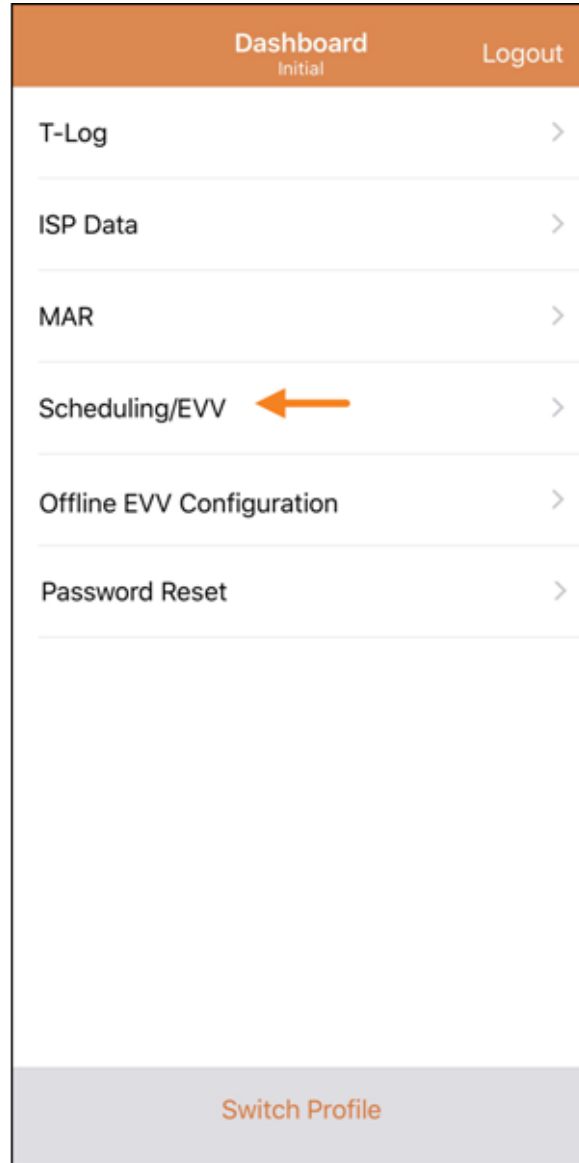 Dashboard
Initial
Logout
T-Log
ISP Data
MAR
Scheduling/EVV
Offline EVV Configuration
Password Reset
Switch Profile